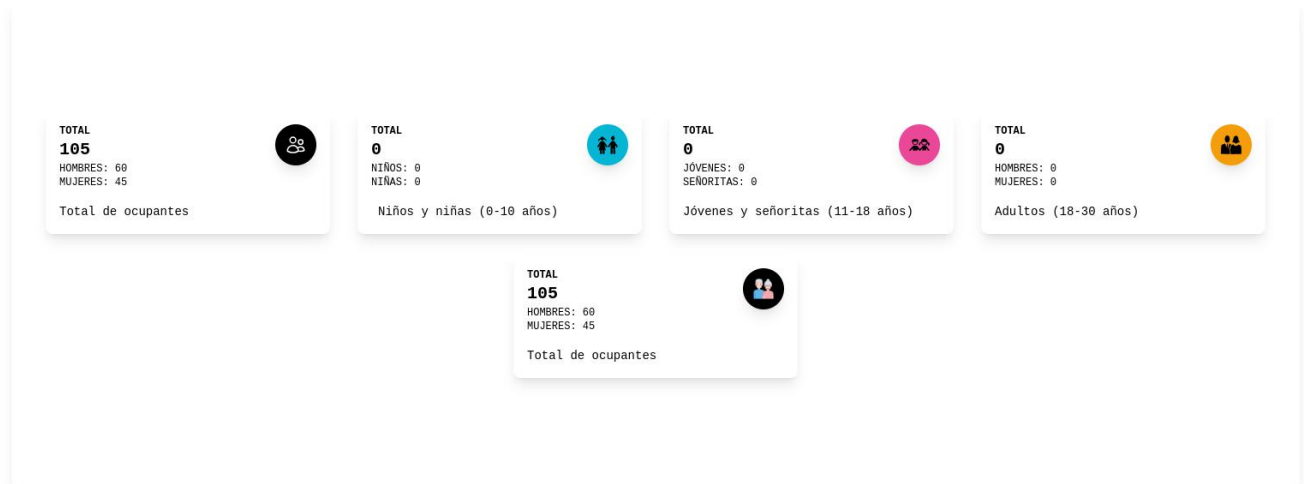 TOTAL
105
HOMBRES: 60
MUJERES: 45
Total de ocupantes
TOTAL
0
NIÑOS: 0
NIÑAS: 0
Niños y niñas (0-10 años)
TOTAL
0
JÓVENES: 0
SEÑORITAS: 0
Jóvenes y señoritas (11-18 años)
TOTAL
0
HOMBRES: 0
MUJERES: 0
Adultos (18-30 años)
TOTAL
105
HOMBRES: 60
MUJERES: 45
Total de ocupantes